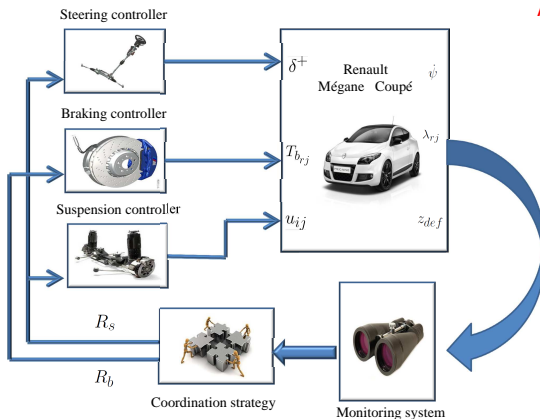 Steering controller
δ⁺
Renault
Mégane Coupé
ψ̇
Braking controller
T_{b_{rj}}
λ_{rj}
Suspension controller
u_{ij}
z_{def}
R_s
R_b
Coordination strategy
Monitoring system